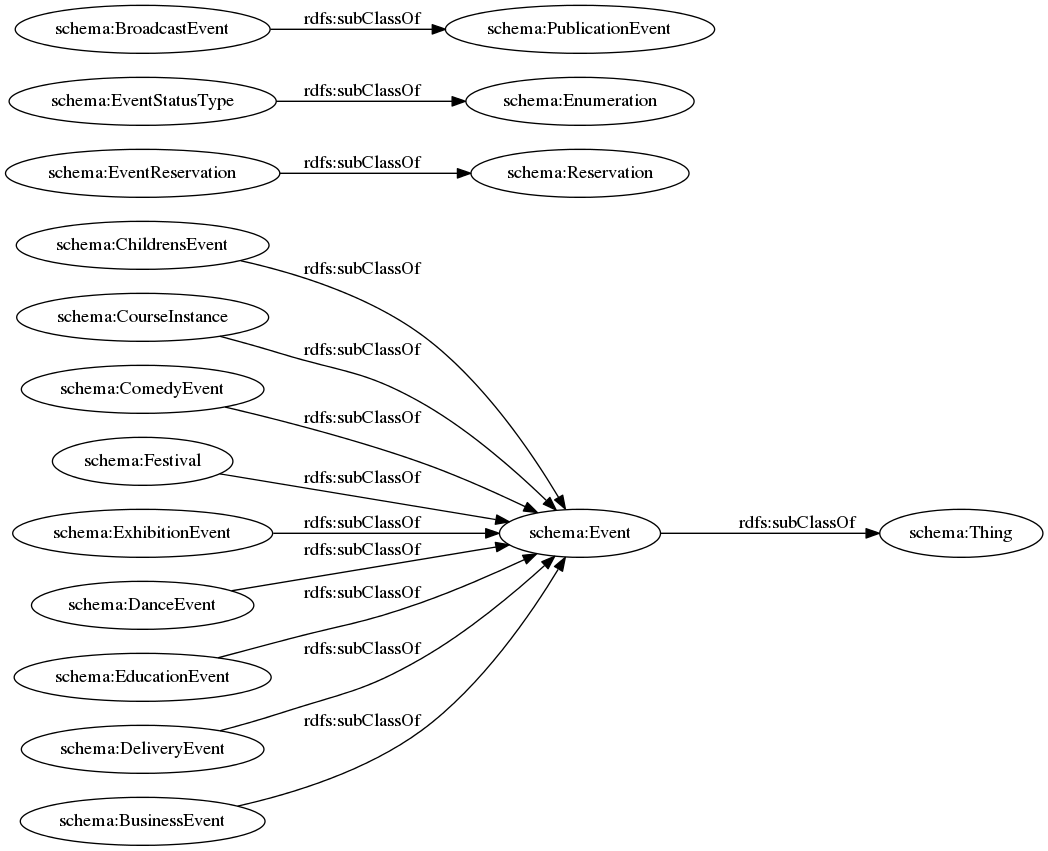 schema:BroadcastEvent rdfs:subClassOf schema:PublicationEvent
schema:EventStatusType rdfs:subClassOf schema:Enumeration
schema:EventReservation rdfs:subClassOf schema:Reservation
schema:ChildrensEvent rdfs:subClassOf
schema:CourseInstance rdfs:subClassOf
schema:ComedyEvent rdfs:subClassOf
schema:Festival rdfs:subClassOf
schema:ExhibitionEvent rdfs:subClassOf schema:Event rdfs:subClassOf schema:Thing
rdfs:subClassOf
schema:DanceEvent rdfs:subClassOf
schema:EducationEvent rdfs:subClassOf
schema:DeliveryEvent rdfs:subClassOf
schema:BusinessEvent